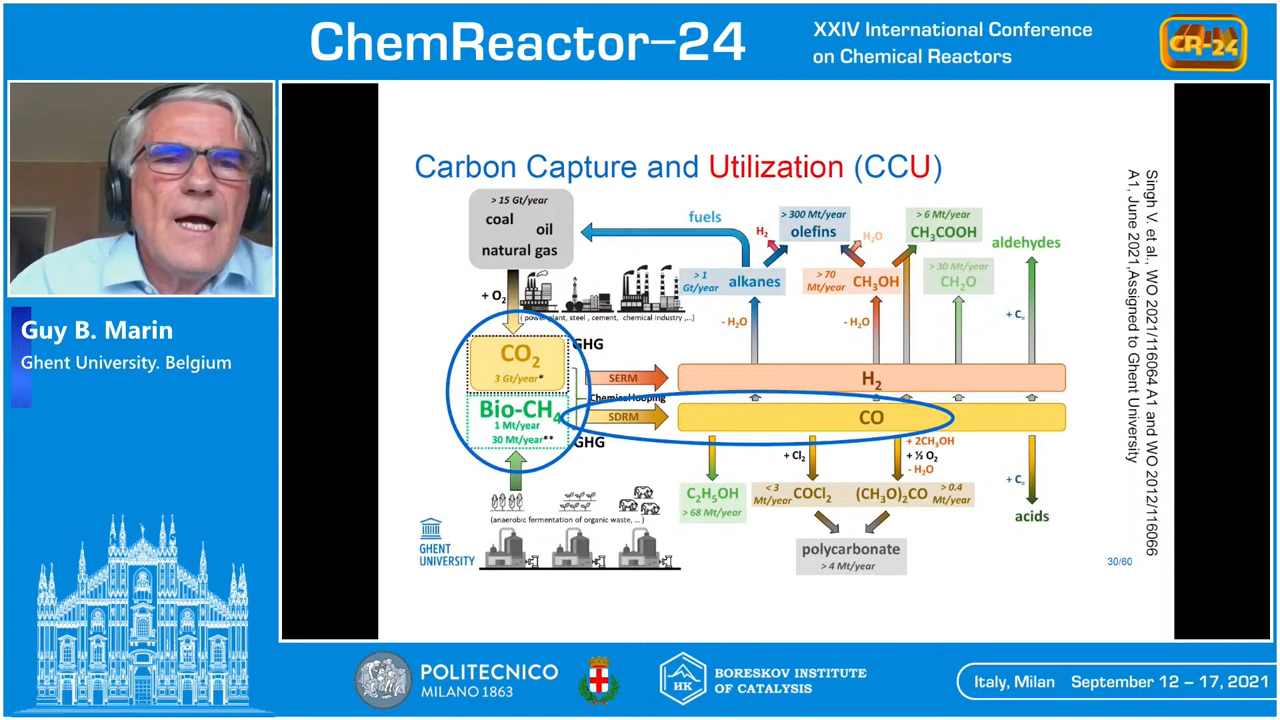 ChemReactor–24
XXIV International Conference
on Chemical Reactors
CR-24
Guy B. Marin
Ghent University. Belgium
Carbon Capture and Utilization (CCU)
> 15 Gt/year
coal
oil
natural gas
+ O₂
( power plant, steel , cement, chemical industry ,...)
fuels
H₂
> 300 Mt/year
olefins
H₂O
> 6 Mt/year
CH₃COOH
aldehydes
> 1
Gt/year
alkanes
> 70
Mt/year
CH₃OH
> 30 Mt/year
CH₂O
- H₂O
- H₂O
+ C₌
CO₂
3 Gt/year*
GHG
Bio-CH₄
1 Mt/year
30 Mt/year**
GHG
SERM
Chemical looping
SDRM
H₂
CO
+ Cl₂
+ 2CH₃OH
+ ½ O₂
- H₂O
+ C₌
C₂H₅OH
> 68 Mt/year
< 3
Mt/year
COCl₂
(CH₃O)₂CO
> 0.4
Mt/year
acids
polycarbonate
> 4 Mt/year
(anaerobic fermentation of organic waste, ... )
GHENT
UNIVERSITY
30/60
Singh V. et al., WO 2021/116064 A1 and WO 2012/116066
A1, June 2021,Assigned to Ghent University
POLITECNICO
MILANO 1863
НК
BORESKOV INSTITUTE
OF CATALYSIS
Italy, Milan September 12 – 17, 2021